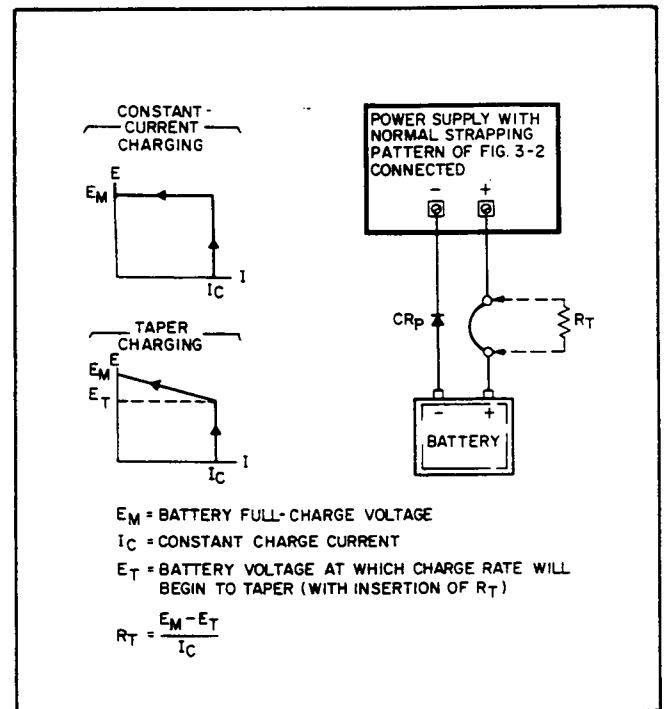 CONSTANT-
CURRENT
CHARGING
E
EM
IC
I
TAPER
CHARGING
E
EM
ET
IC
I
POWER SUPPLY WITH
NORMAL STRAPPING
PATTERN OF FIG. 3-2
CONNECTED
- +
CRP
RT
- +
BATTERY
EM = BATTERY FULL-CHARGE VOLTAGE
IC = CONSTANT CHARGE CURRENT
ET = BATTERY VOLTAGE AT WHICH CHARGE RATE WILL
BEGIN TO TAPER (WITH INSERTION OF RT)
RT = EM-ET
IC